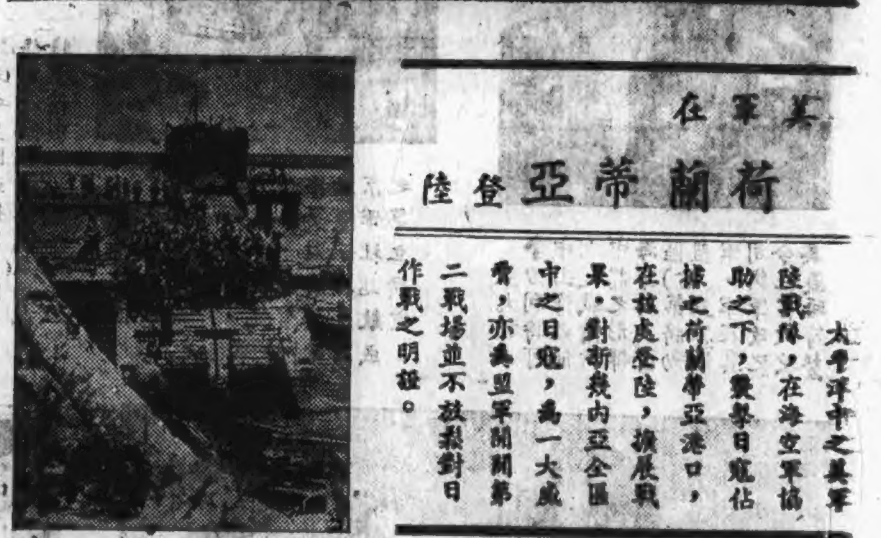 美軍在
荷蘭蒂亞登陸
太平洋中之美軍
陸戰隊，在海空軍協
助之下，襲擊日寇佔
據之荷蘭蒂亞港口，
在該處登陸，擴展戰
果，對新幾內亞全區
中之日寇，為一大威
脅，亦為盟軍開闢第
二戰場並不放鬆對日
作戰之明證。